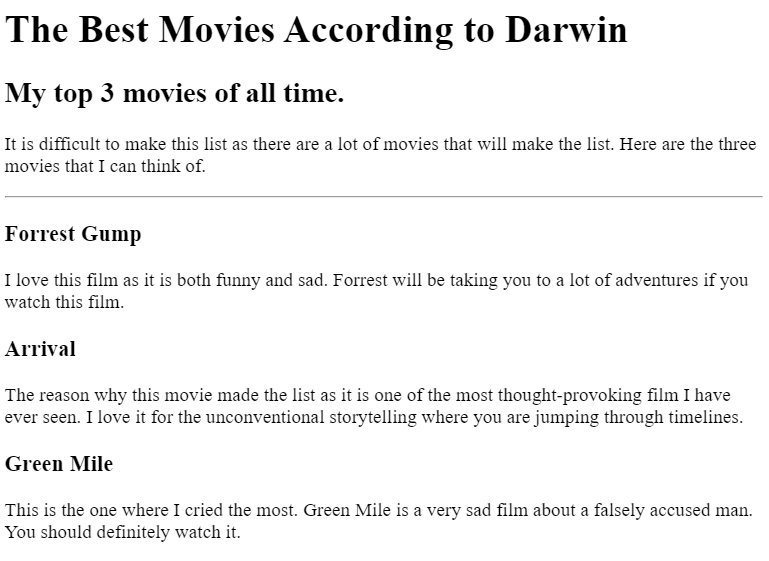 The Best Movies According to Darwin
My top 3 movies of all time.
It is difficult to make this list as there are a lot of movies that will make the list. Here are the three
movies that I can think of.
Forrest Gump
I love this film as it is both funny and sad. Forrest will be taking you to a lot of adventures if you
watch this film.
Arrival
The reason why this movie made the list as it is one of the most thought-provoking film I have
ever seen. I love it for the unconventional storytelling where you are jumping through timelines.
Green Mile
This is the one where I cried the most. Green Mile is a very sad film about a falsely accused man.
You should definitely watch it.